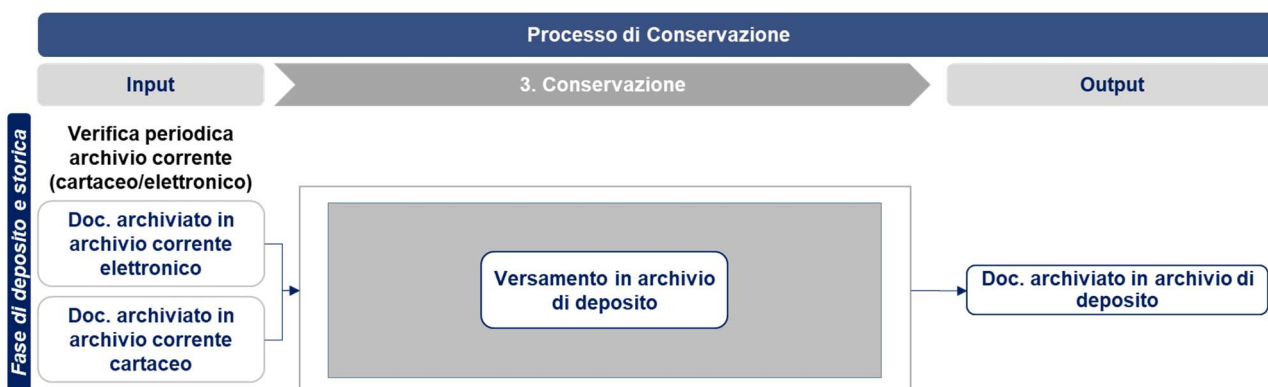 Processo di Conservazione
Input
3. Conservazione
Output
Fase di deposito e storica
Verifica periodica
archivio corrente
(cartaceo/elettronico)
Doc. archiviato in
archivio corrente
elettronico
Doc. archiviato in
archivio corrente
cartaceo
Versamento in archivio
di deposito
Doc. archiviato in archivio di
deposito